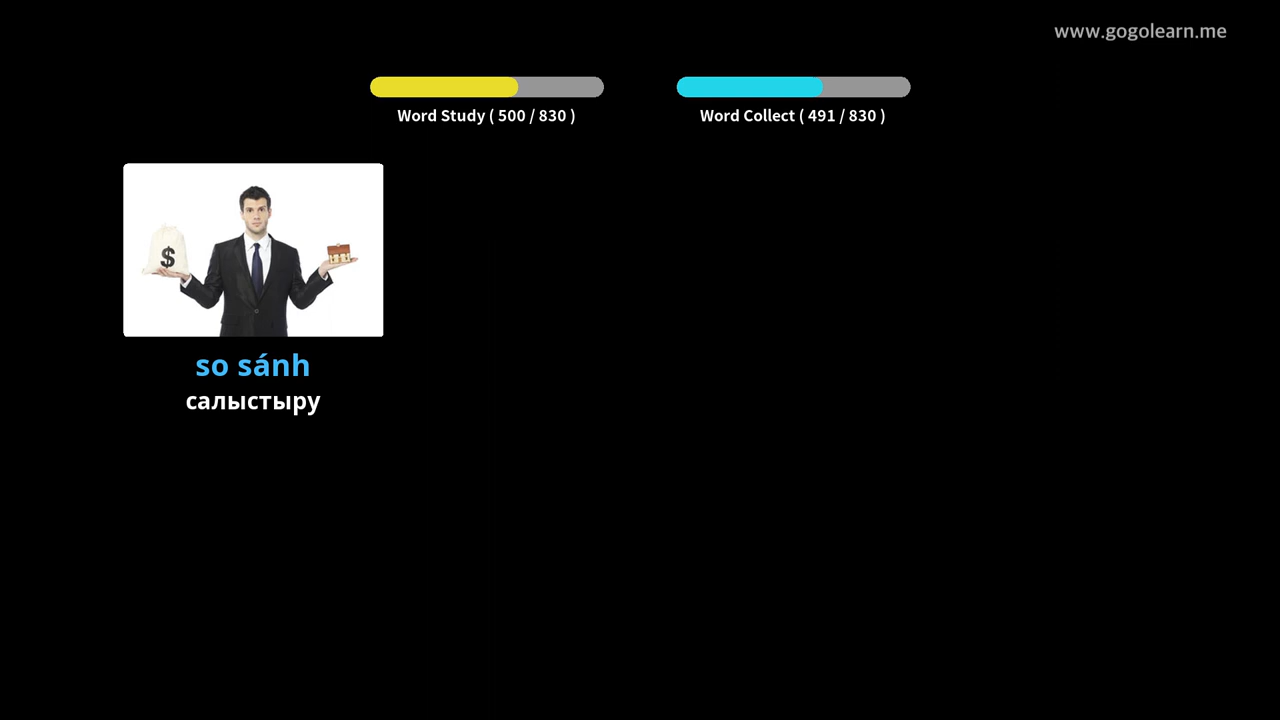 www.gogolearn.me
Word Study ( 500 / 830 )
Word Collect ( 491 / 830 )
$
so sánh
салыстыру